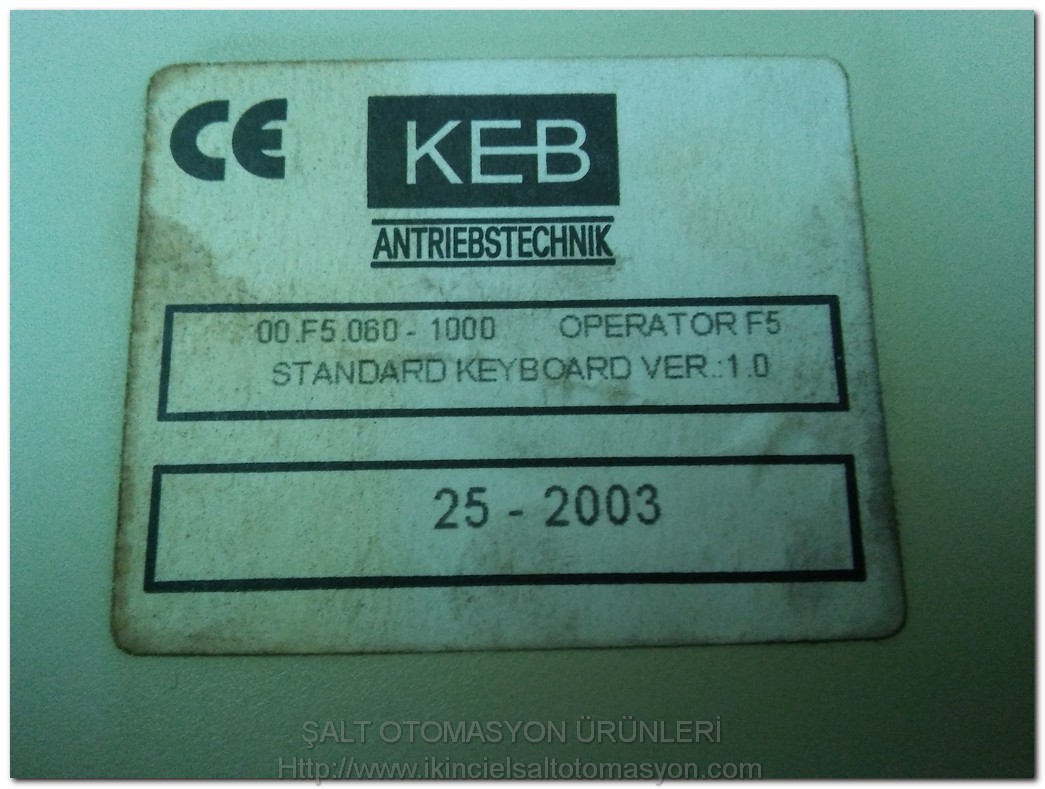 CE
KEB
ANTRIEBSTECHNIK
00.F5.060 - 1000 OPERATOR F5
STANDARD KEYBOARD VER.:1.0
25 - 2003
ŞALT OTOMASYON ÜRÜNLERİ
Http://www.ikincielsaltotomasyon.com